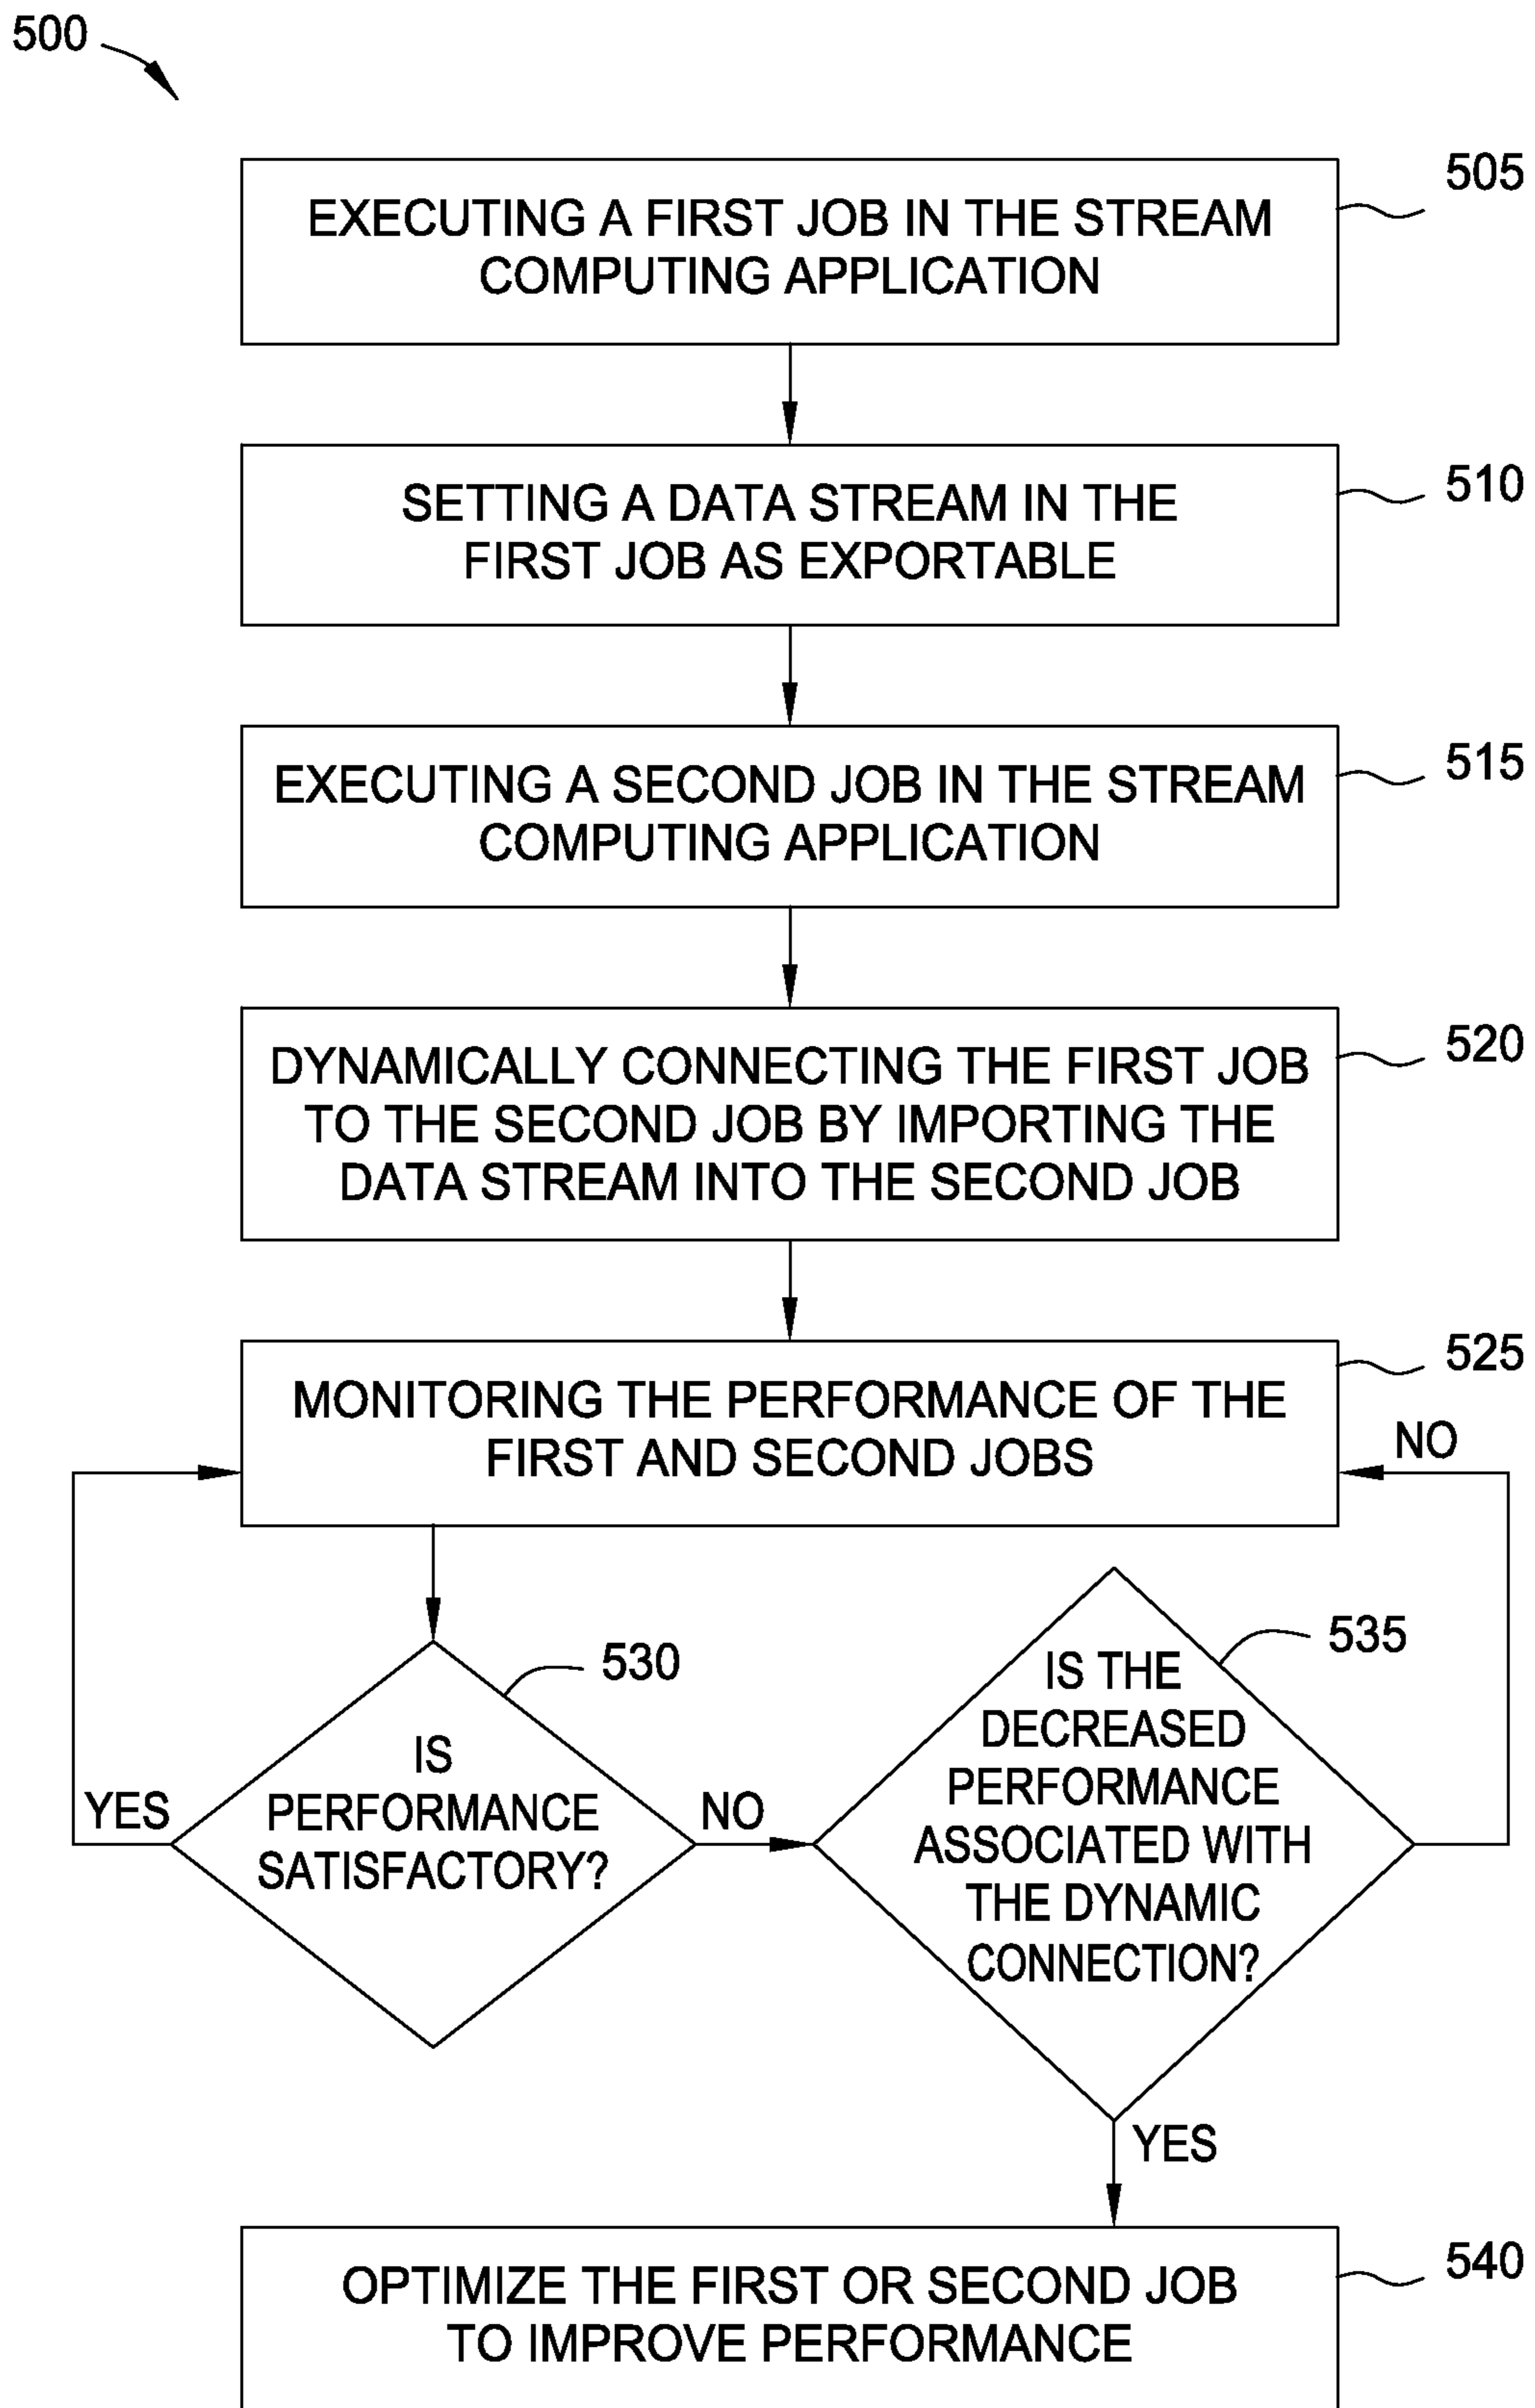 500
505
EXECUTING A FIRST JOB IN THE STREAM
COMPUTING APPLICATION
510
SETTING A DATA STREAM IN THE
FIRST JOB AS EXPORTABLE
515
EXECUTING A SECOND JOB IN THE STREAM
COMPUTING APPLICATION
520
DYNAMICALLY CONNECTING THE FIRST JOB
TO THE SECOND JOB BY IMPORTING THE
DATA STREAM INTO THE SECOND JOB
525
MONITORING THE PERFORMANCE OF THE
FIRST AND SECOND JOBS
NO
530
IS
PERFORMANCE
SATISFACTORY?
YES
NO
535
IS THE
DECREASED
PERFORMANCE
ASSOCIATED WITH
THE DYNAMIC
CONNECTION?
YES
540
OPTIMIZE THE FIRST OR SECOND JOB
TO IMPROVE PERFORMANCE